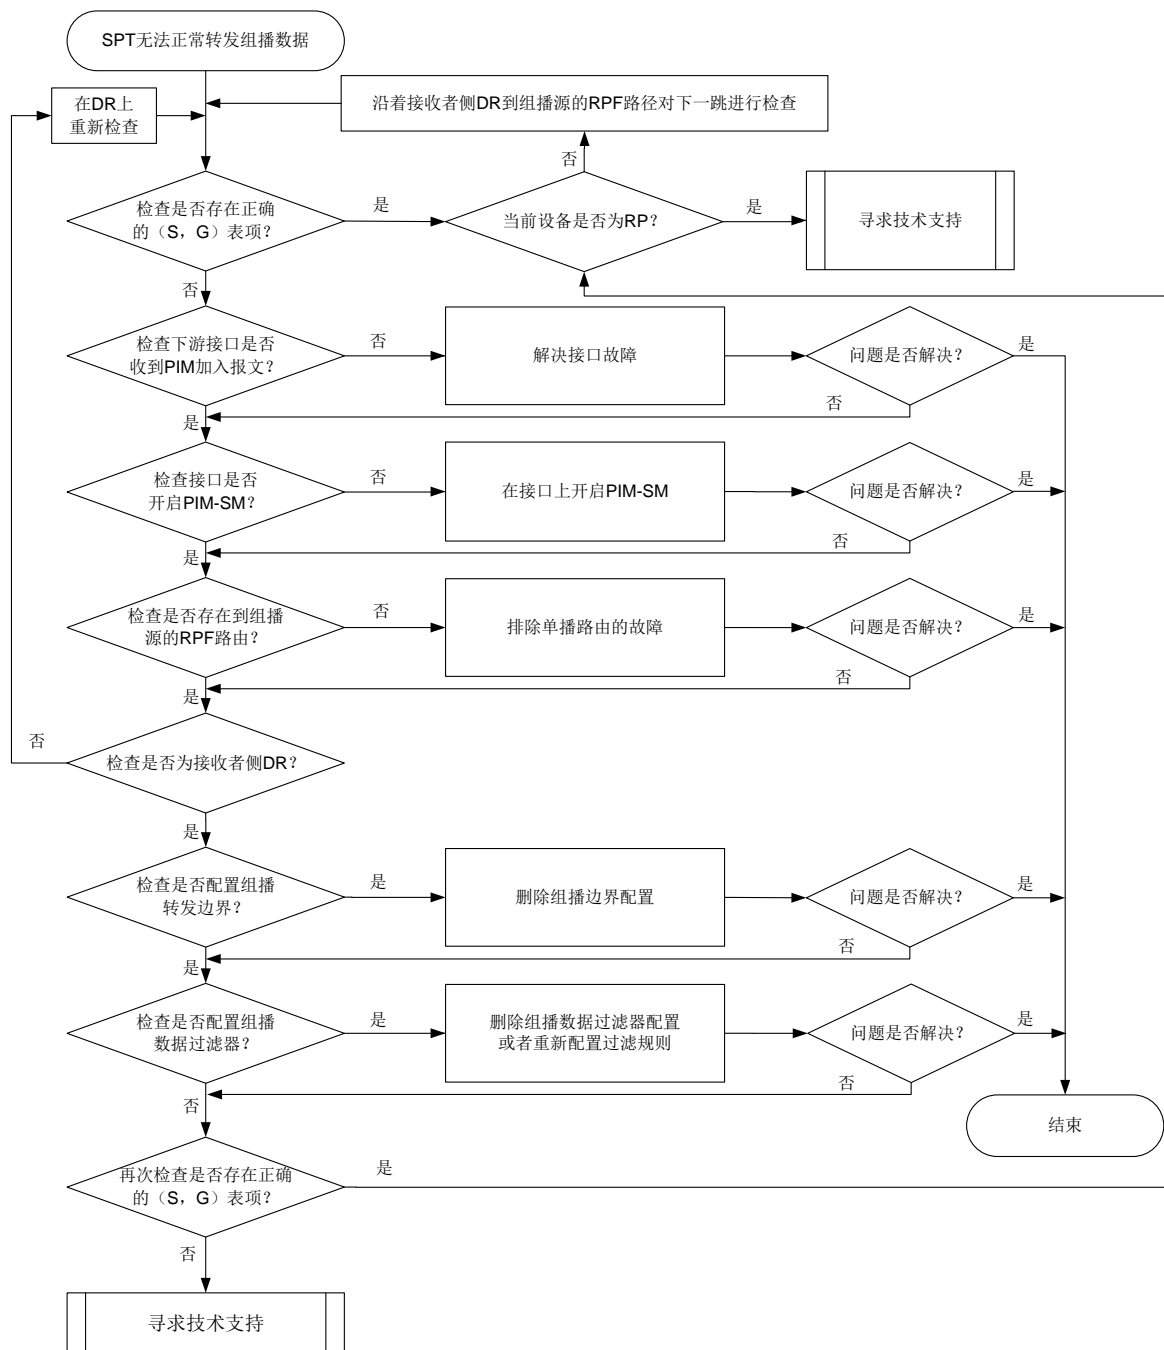 SPT无法正常转发组播数据
在DR上
重新检查
沿着接收者侧DR到组播源的RPF路径对下一跳进行检查
否
检查是否存在正确
的（S，G）表项？
是
当前设备是否为RP？
是
寻求技术支持
否
检查下游接口是否
收到PIM加入报文？
否
解决接口故障
问题是否解决？
是
否
是
检查接口是否
开启PIM-SM？
否
在接口上开启PIM-SM
问题是否解决？
是
否
是
检查是否存在到组播
源的RPF路由？
否
排除单播路由的故障
问题是否解决？
是
否
是
否
检查是否为接收者侧DR？
是
检查是否配置组播
转发边界？
是
删除组播边界配置
问题是否解决？
是
否
是
检查是否配置组播
数据过滤器？
是
删除组播数据过滤器配置
或者重新配置过滤规则
问题是否解决？
是
否
否
结束
再次检查是否存在正确
的（S，G）表项？
是
否
寻求技术支持